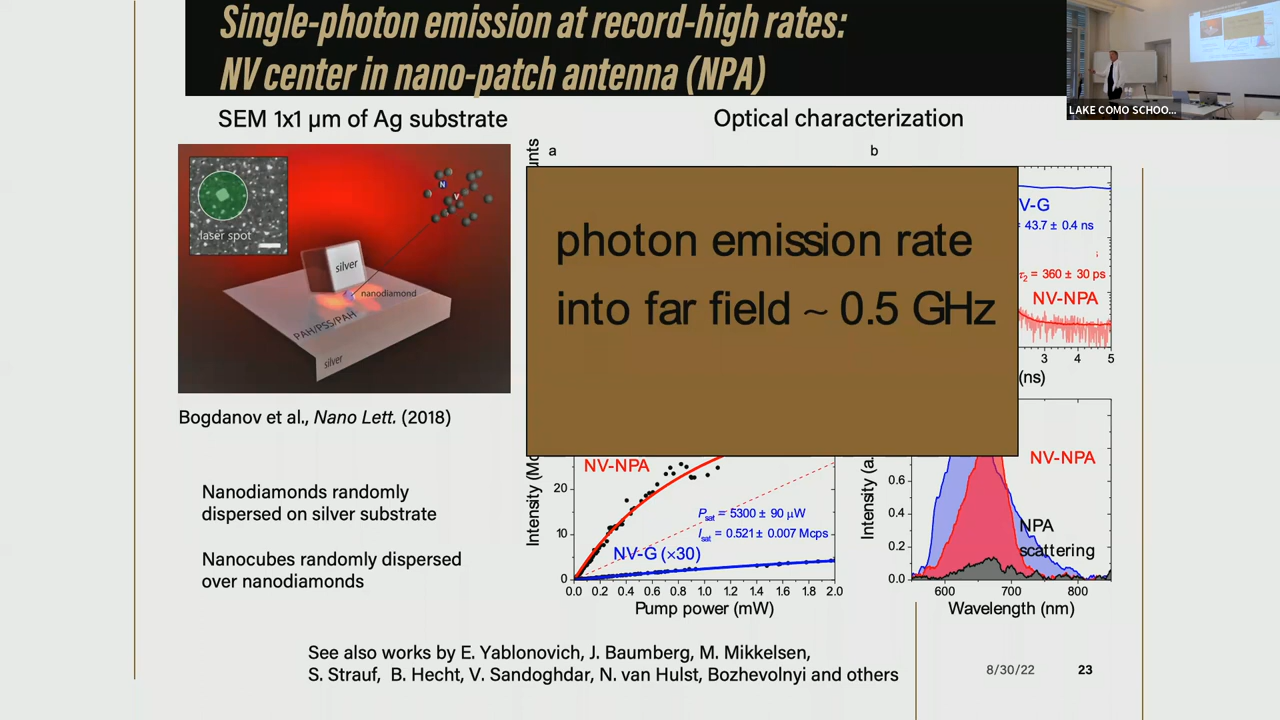 Single-photon emission at record-high rates:
NV center in nano-patch antenna (NPA)
LAKE COMO SCHOO...
SEM 1x1 µm of Ag substrate
Optical characterization
a
b
laser spot
N
V
silver
nanodiamond
PAH/PSS/PAH
silver
photon emission rate
into far field ~ 0.5 GHz
V-G
= 43.7 ± 0.4 ns
τ2 = 360 ± 30 ps
NV-NPA
3 4 5
(ns)
Bogdanov et al., Nano Lett. (2018)
Nanodiamonds randomly
dispersed on silver substrate
Nanocubes randomly dispersed
over nanodiamonds
NV-NPA
20
10
0
Psat = 5300 ± 90 µW
Isat = 0.521 ± 0.007 Mcps
NV-G (×30)
0.0 0.2 0.4 0.6 0.8 1.0 1.2 1.4 1.6 1.8 2.0
Pump power (mW)
Intensity (a.
NV-NPA
0.6
0.4
0.2
0.0
NPA
scattering
600 700 800
Wavelength (nm)
See also works by E. Yablonovich, J. Baumberg, M. Mikkelsen,
S. Strauf, B. Hecht, V. Sandoghdar, N. van Hulst, Bozhevolnyi and others
8/30/22 23